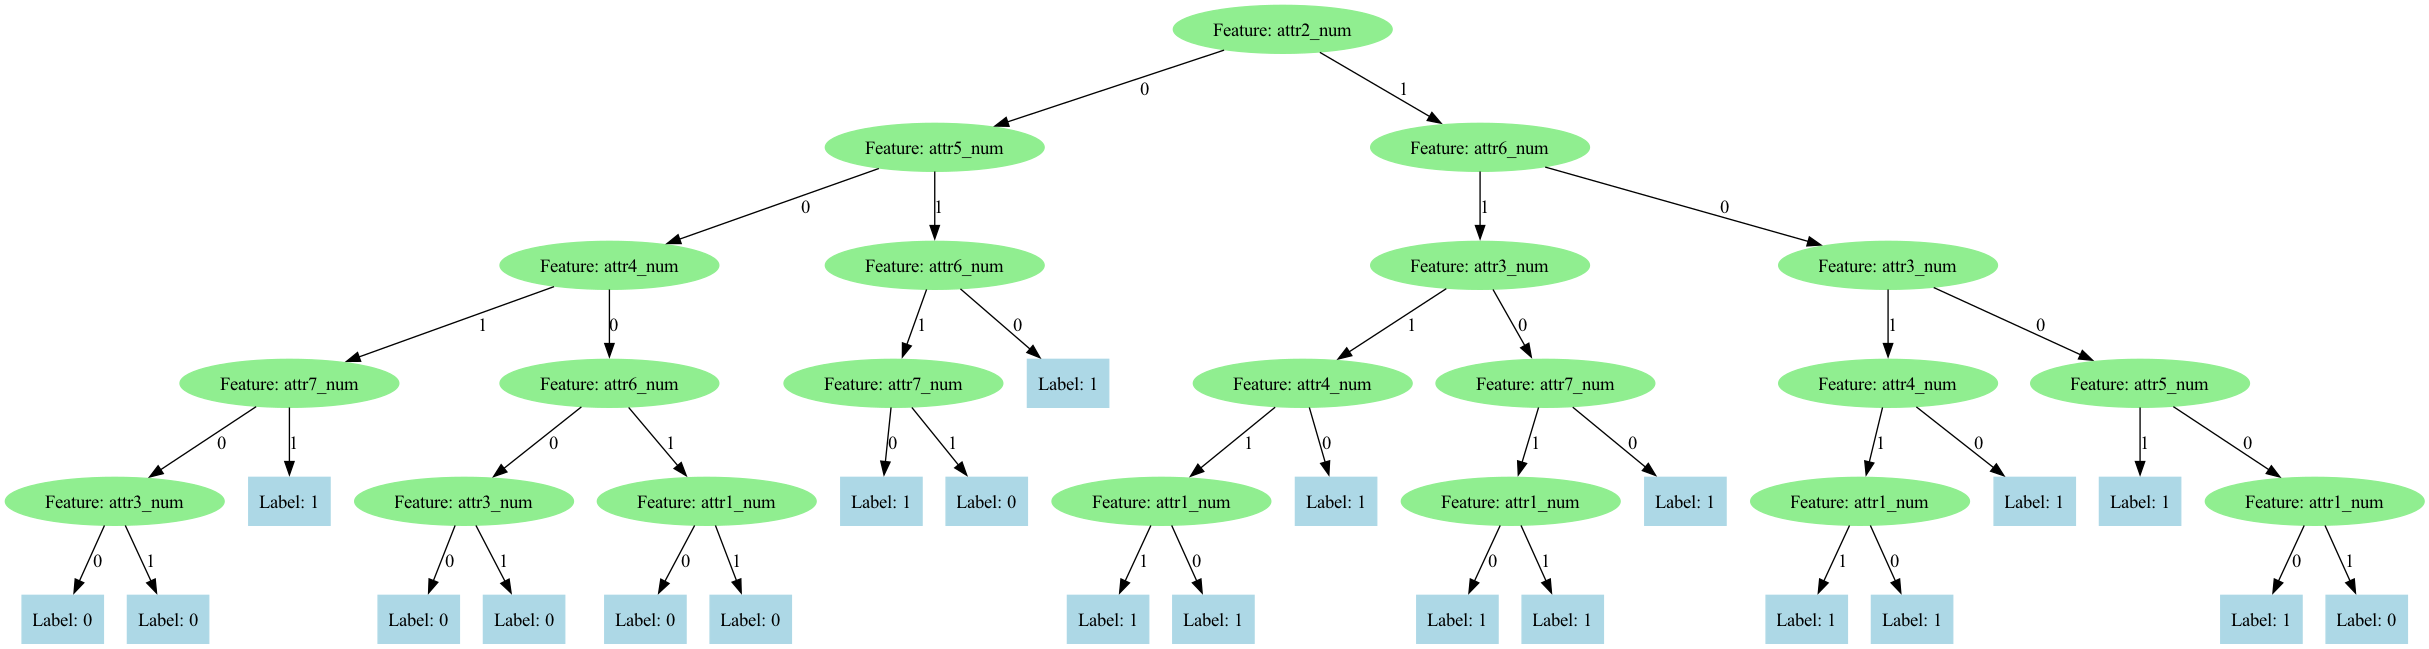 Feature: attr2_num
0
1
Feature: attr5_num
Feature: attr6_num
0
1
1
0
Feature: attr4_num
Feature: attr6_num
Feature: attr3_num
Feature: attr3_num
1
0
1
0
1
0
1
0
Feature: attr7_num
Feature: attr6_num
Feature: attr7_num
Label: 1
Feature: attr4_num
Feature: attr7_num
Feature: attr4_num
Feature: attr5_num
0
1
0
1
0
1
1
0
1
0
1
0
1
0
Feature: attr3_num
Label: 1
Feature: attr3_num
Feature: attr1_num
Label: 1
Label: 0
Feature: attr1_num
Label: 1
Feature: attr1_num
Label: 1
Feature: attr1_num
Label: 1
Label: 1
Feature: attr1_num
0
1
0
1
0
1
1
0
0
1
1
0
0
1
Label: 0
Label: 0
Label: 0
Label: 0
Label: 0
Label: 0
Label: 1
Label: 1
Label: 1
Label: 1
Label: 1
Label: 1
Label: 1
Label: 0